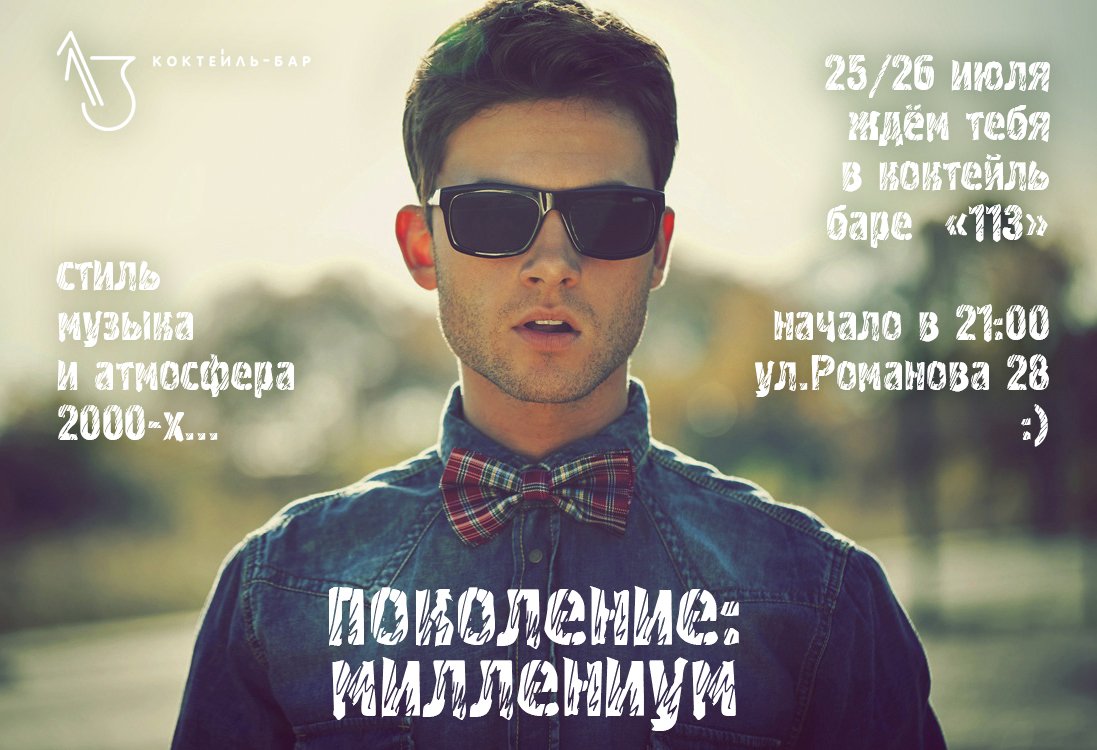 113 КОКТЕЙЛЬ-БАР
25/26 июля
ждём тебя
в коктейль
баре «113»
стиль
музыка
и атмосфера
2000-х...
начало в 21:00
ул.Романова 28
:)
поколение:
миллениум